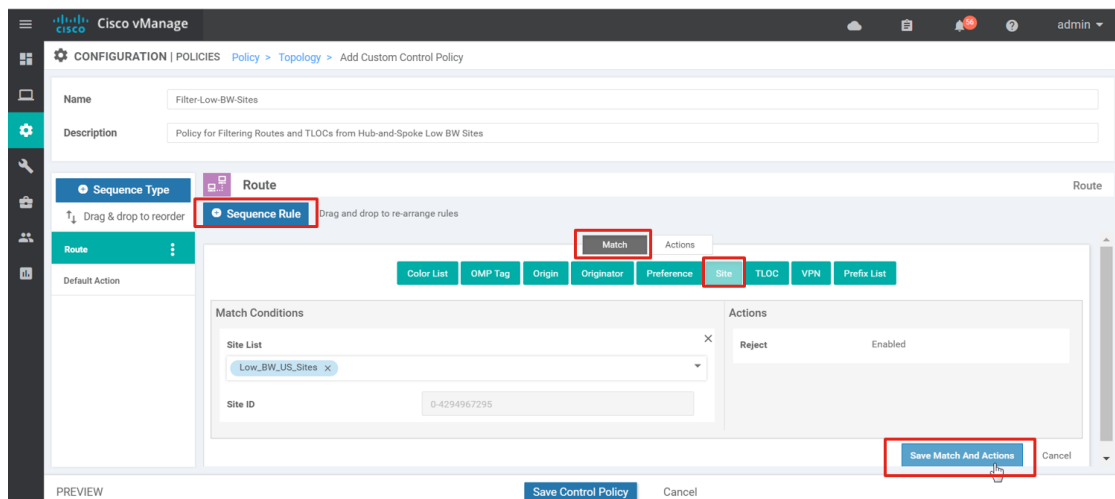 CISCO Cisco vManage 56 admin
CONFIGURATION | POLICIES Policy > Topology > Add Custom Control Policy
Name Filter-Low-BW-Sites
Description Policy for Filtering Routes and TLOCs from Hub-and-Spoke Low BW Sites
Sequence Type Route Route
Drag & drop to reorder Sequence Rule Drag and drop to re-arrange rules
Route Match Actions
Default Action Color List OMP Tag Origin Originator Preference Site TLOC VPN Prefix List
Match Conditions Actions
Site List × Reject Enabled
Low_BW_US_Sites ×
Site ID 0-4294967295
Save Match And Actions Cancel
PREVIEW Save Control Policy Cancel